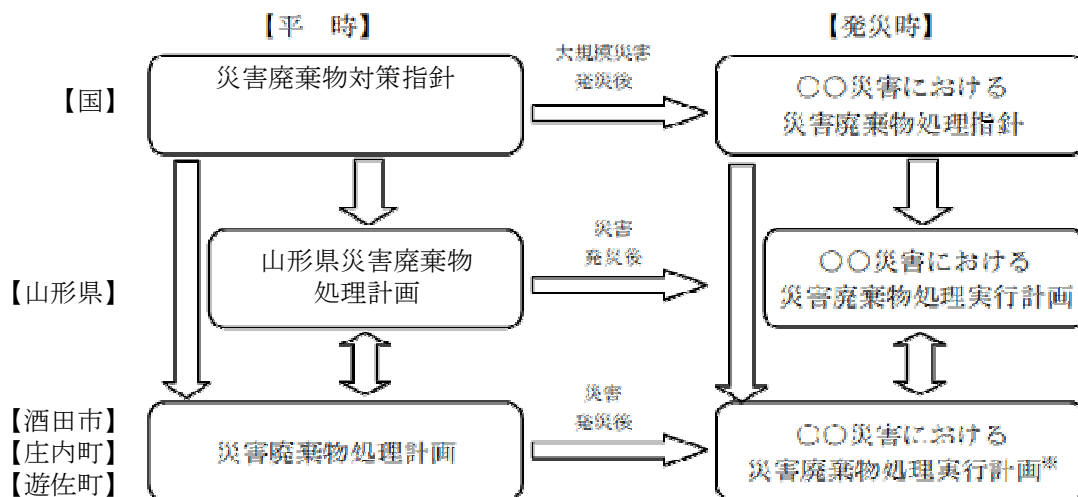 【平　時】
【発災時】
【国】
災害廃棄物対策指針
大規模災害
発災後
〇〇災害における
災害廃棄物処理指針
【山形県】
山形県災害廃棄物
処理計画
災害
発災後
〇〇災害における
災害廃棄物処理実行計画
【酒田市】
【庄内町】
【遊佐町】
災害廃棄物処理計画
災害
発災後
〇〇災害における
災害廃棄物処理実行計画※